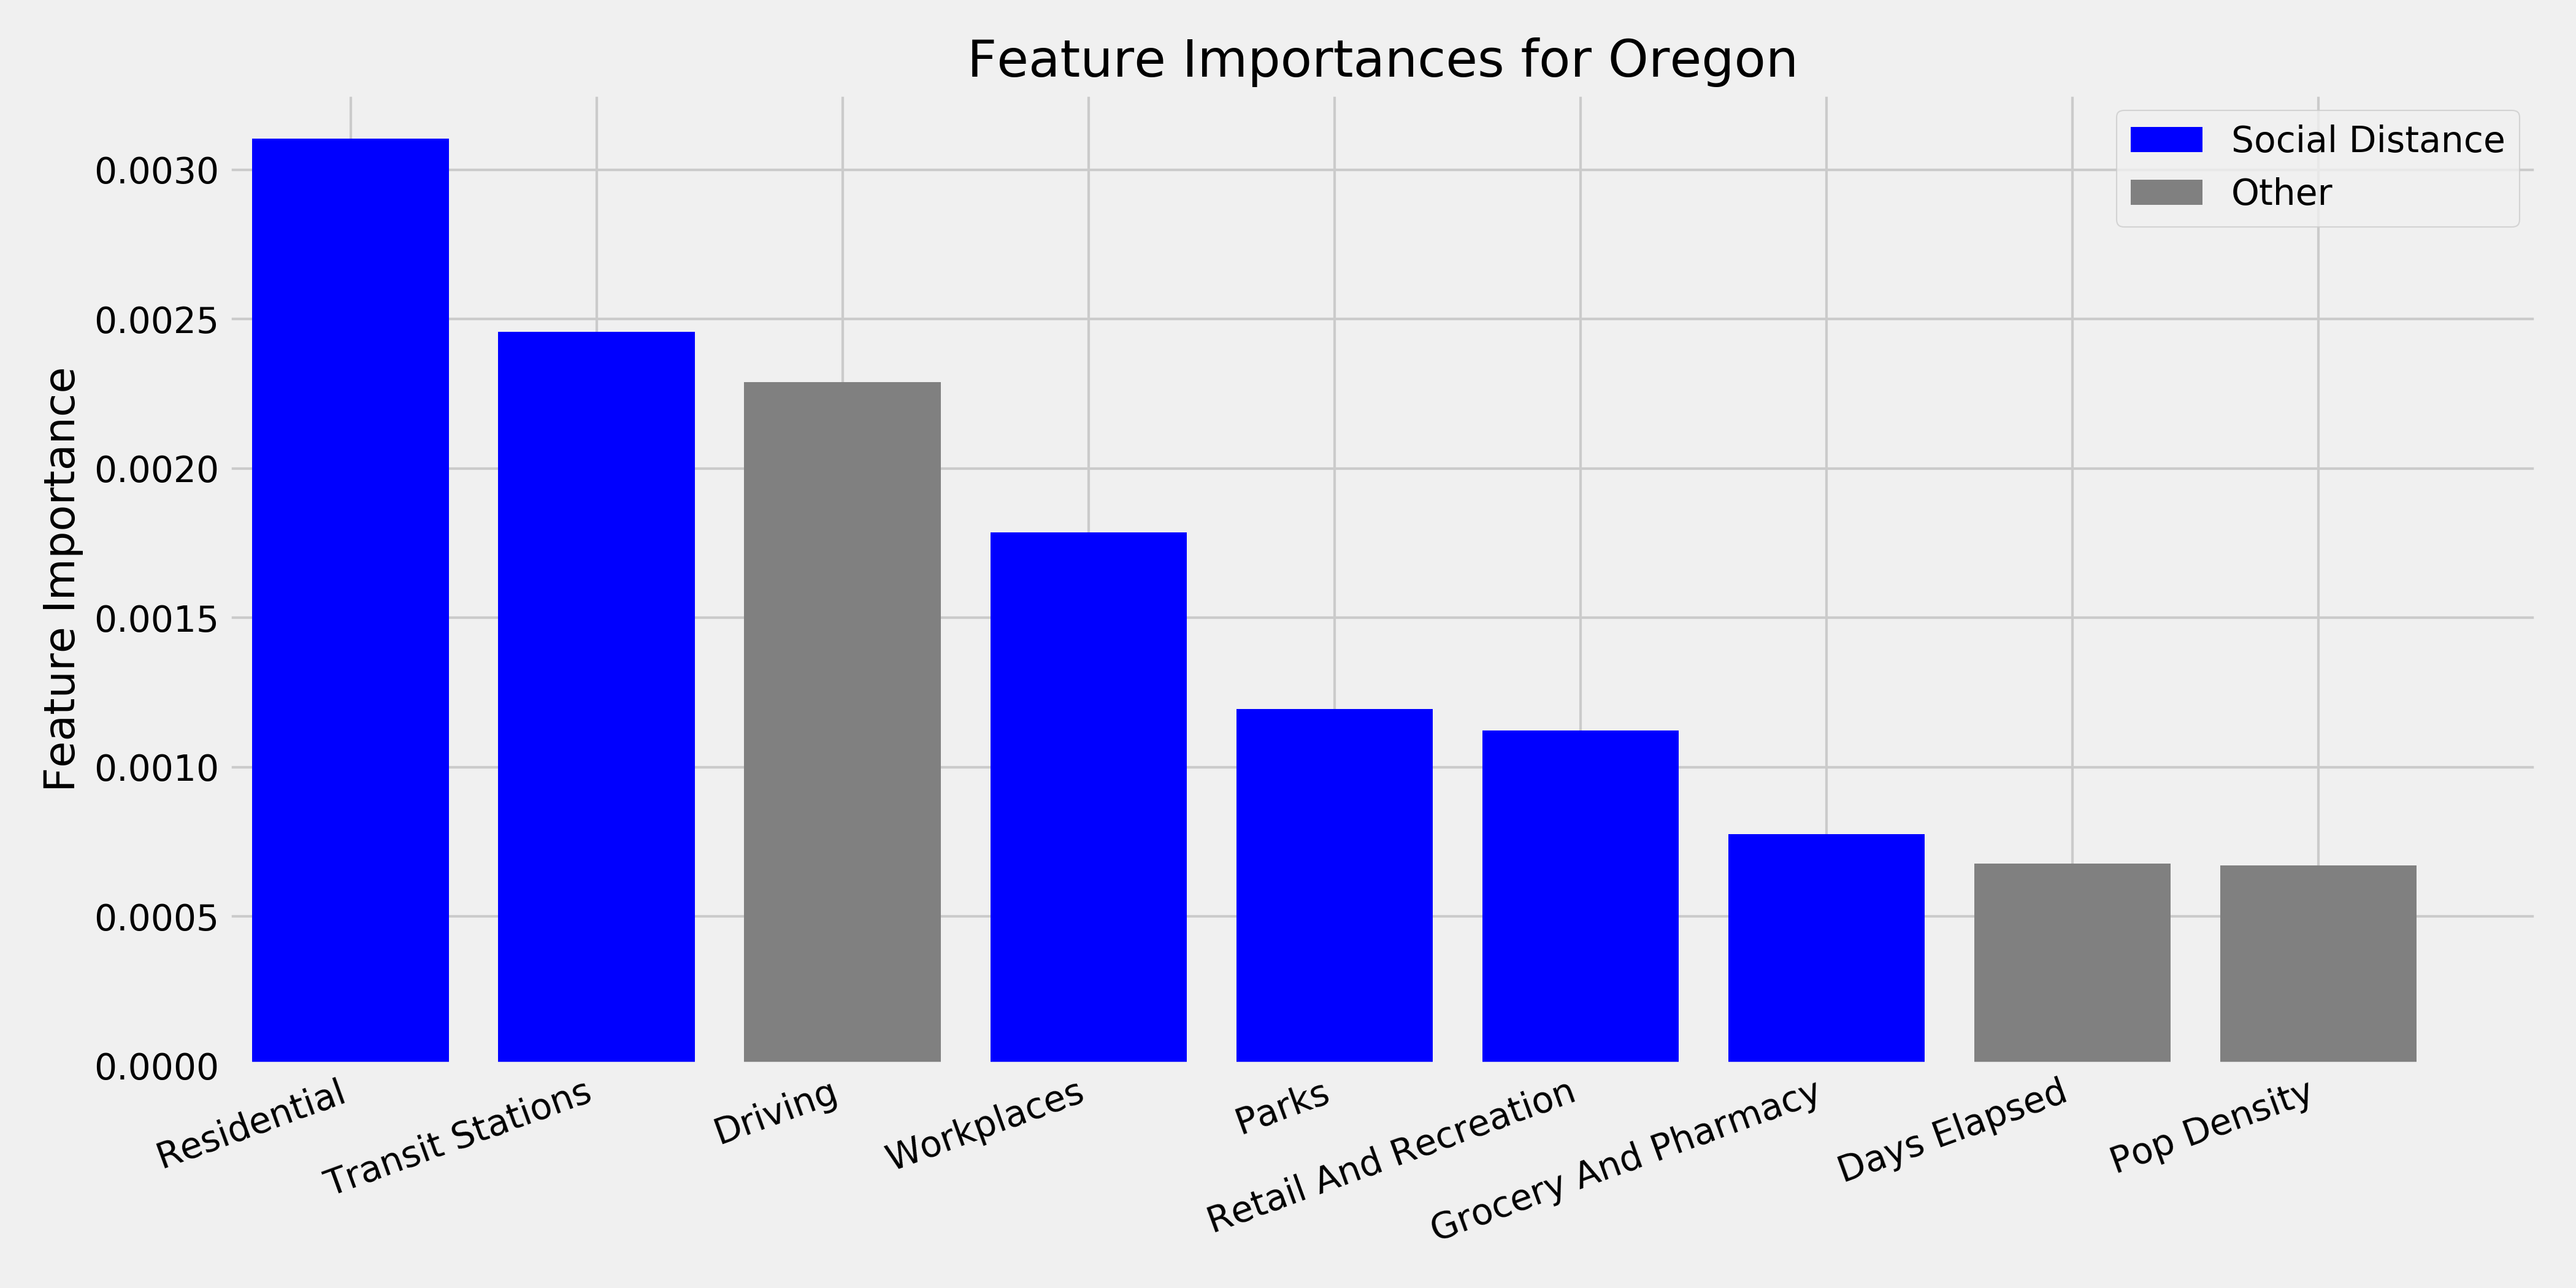 Feature Importances for Oregon
Social Distance
Other
Feature Importance
0.0030
0.0025
0.0020
0.0015
0.0010
0.0005
0.0000
Residential
Transit Stations
Driving
Workplaces
Parks
Retail And Recreation
Grocery And Pharmacy
Days Elapsed
Pop Density